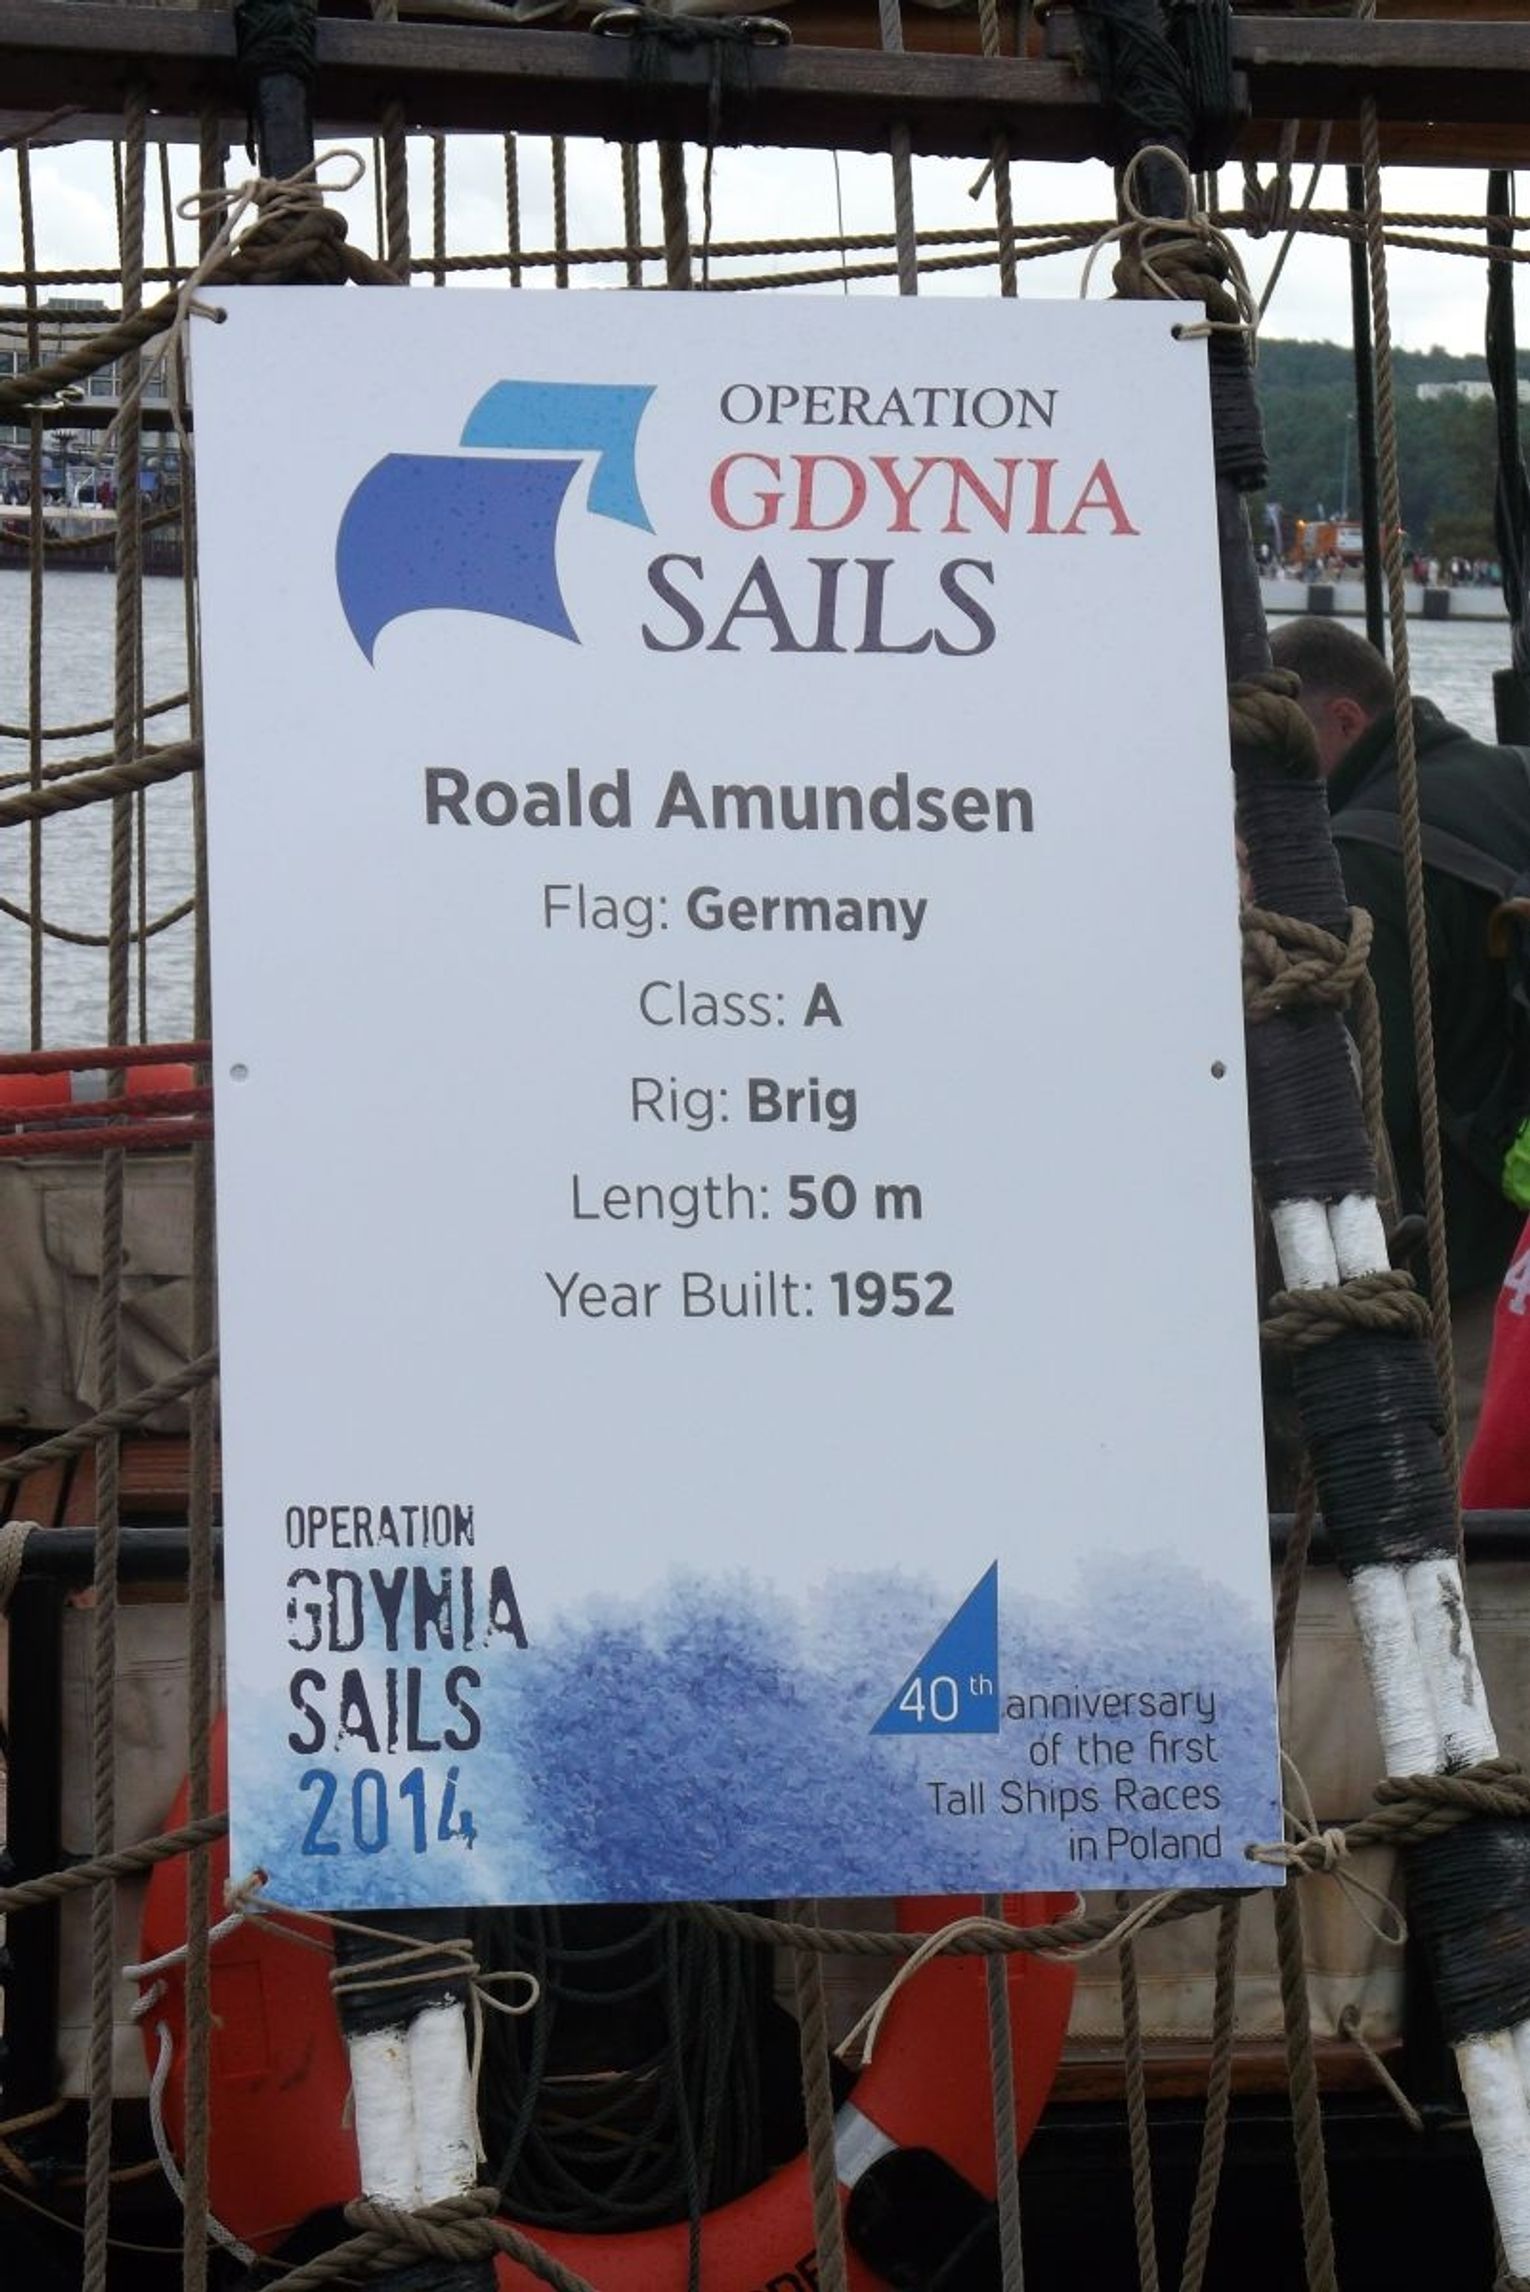 OPERATION
GDYNIA
SAILS
Roald Amundsen
Flag: Germany
Class: A
Rig: Brig
Length: 50 m
Year Built: 1952
OPERATION
GDYNIA
SAILS
2014
40th anniversary
of the first
Tall Ships Races
in Poland